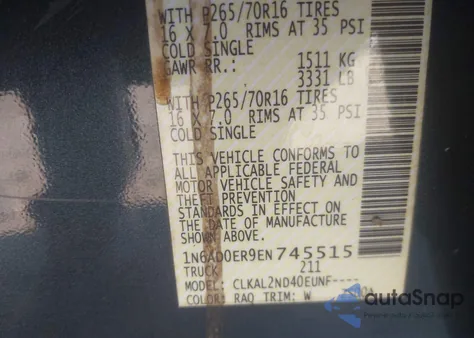 WITH P265/70R16 TIRES
16 X 7.0 RIMS AT 35 PSI
COLD SINGLE
GAWR RR.: 1511 KG
3331 LB
WITH P265/70R16 TIRES
16 X 7.0 RIMS AT 35 PSI
COLD SINGLE
THIS VEHICLE CONFORMS TO
ALL APPLICABLE FEDERAL
MOTOR VEHICLE SAFETY AND
THEFT PREVENTION
STANDARDS IN EFFECT ON
THE DATE OF MANUFACTURE
SHOWN ABOVE.
1N6AD0ER9EN745515
TRUCK 211
MODEL: CLKAL2ND40EUNF----
COLOR: RAQ TRIM: W
autaSnap